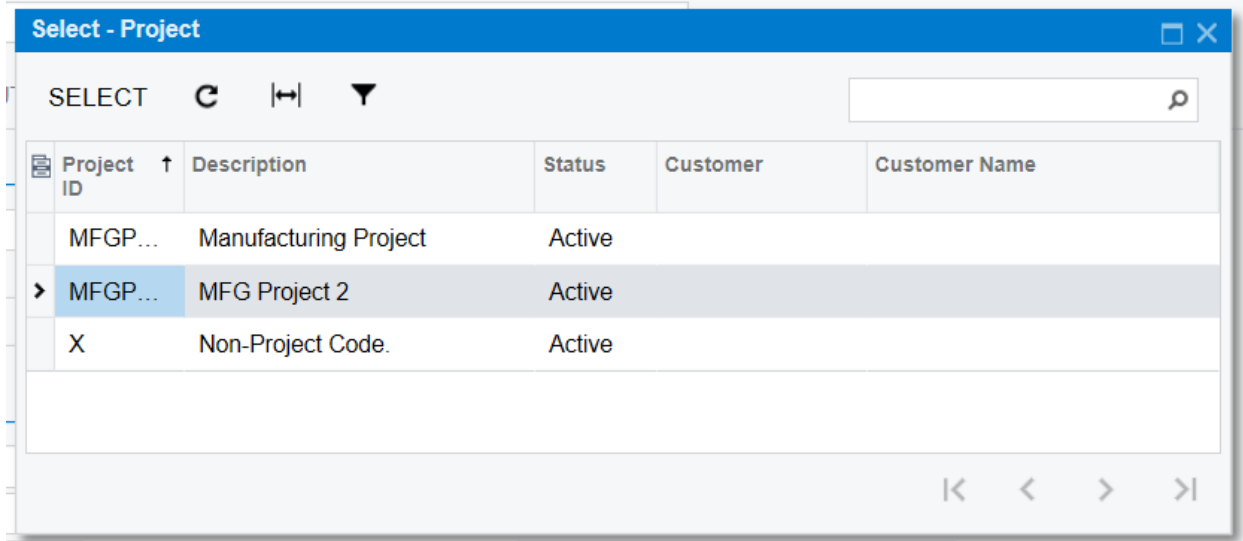 Select - Project
SELECT
Project ID Description Status Customer Customer Name
MFGP... Manufacturing Project Active
MFGP... MFG Project 2 Active
X Non-Project Code. Active